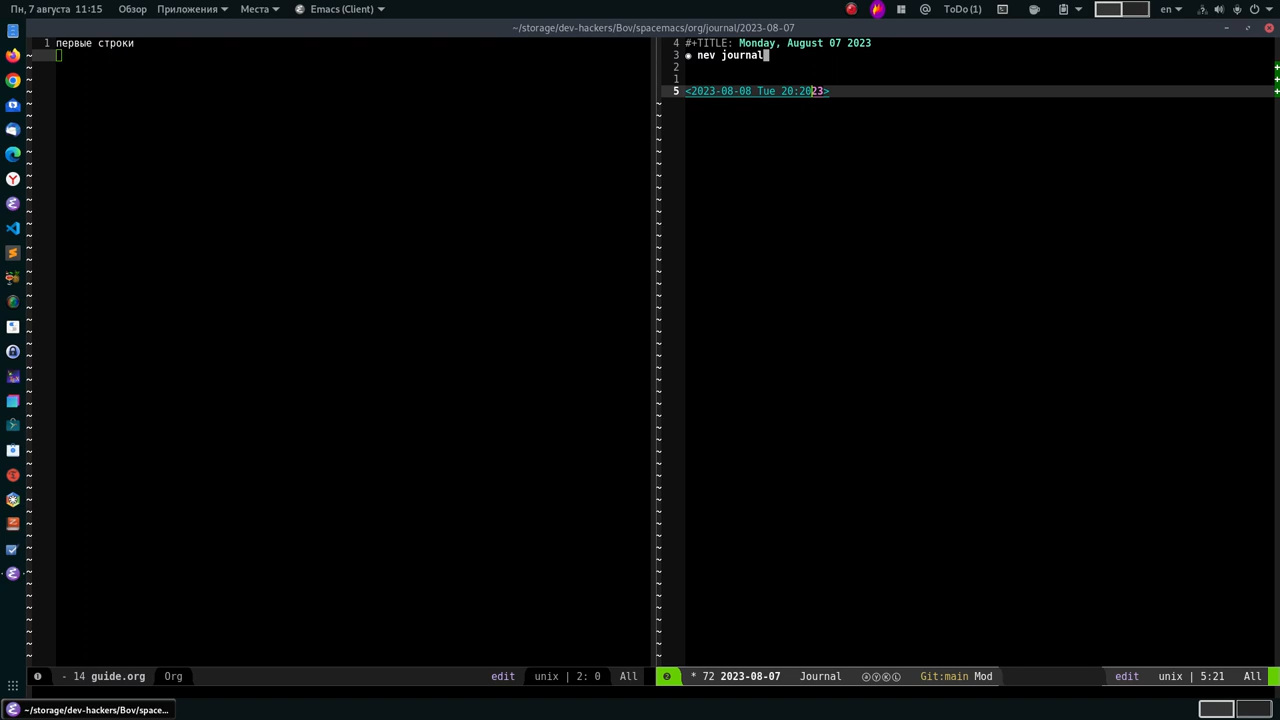 Пн, 7 августа 11:15 Обзор Приложения Места Emacs (Client) ToDo (1) en
~/storage/dev-hackers/Bov/spacemacs/org/journal/2023-08-07
1 первые строки
~
4 #+TITLE: Monday, August 07 2023
3 ◉ nev journal
2
1
5 <2023-08-08 Tue 20:2023>
~
❶ - 14 guide.org Org edit unix | 2: 0 All
❷ * 72 2023-08-07 Journal ⓐⓎⓀⓁ Git:main Mod edit unix | 5:21 All
~/storage/dev-hackers/Bov/space...